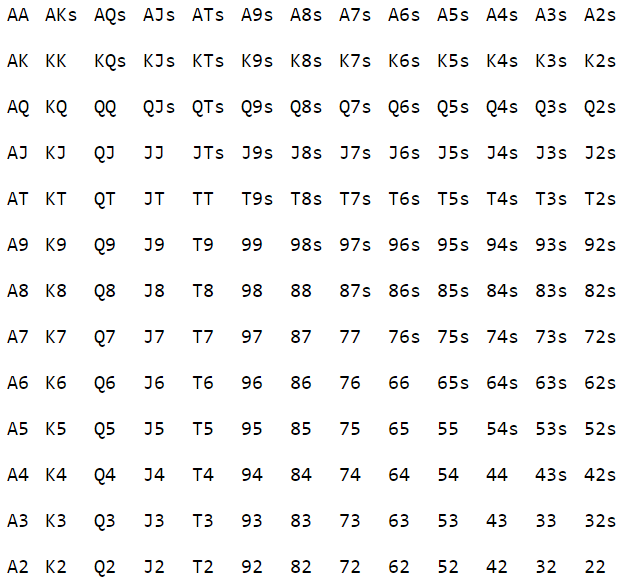 AA AKs AQs AJs ATs A9s A8s A7s A6s A5s A4s A3s A2s
AK KK KQs KJs KTs K9s K8s K7s K6s K5s K4s K3s K2s
AQ KQ QQ QJs QTs Q9s Q8s Q7s Q6s Q5s Q4s Q3s Q2s
AJ KJ QJ JJ JTs J9s J8s J7s J6s J5s J4s J3s J2s
AT KT QT JT TT T9s T8s T7s T6s T5s T4s T3s T2s
A9 K9 Q9 J9 T9 99 98s 97s 96s 95s 94s 93s 92s
A8 K8 Q8 J8 T8 98 88 87s 86s 85s 84s 83s 82s
A7 K7 Q7 J7 T7 97 87 77 76s 75s 74s 73s 72s
A6 K6 Q6 J6 T6 96 86 76 66 65s 64s 63s 62s
A5 K5 Q5 J5 T5 95 85 75 65 55 54s 53s 52s
A4 K4 Q4 J4 T4 94 84 74 64 54 44 43s 42s
A3 K3 Q3 J3 T3 93 83 73 63 53 43 33 32s
A2 K2 Q2 J2 T2 92 82 72 62 52 42 32 22